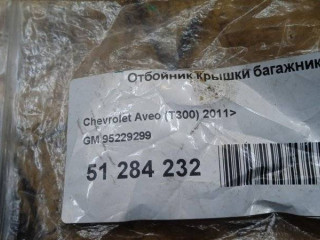 Отбойник крышки багажник
Chevrolet Aveo (T300) 2011>
GM 95229299
51 284 232